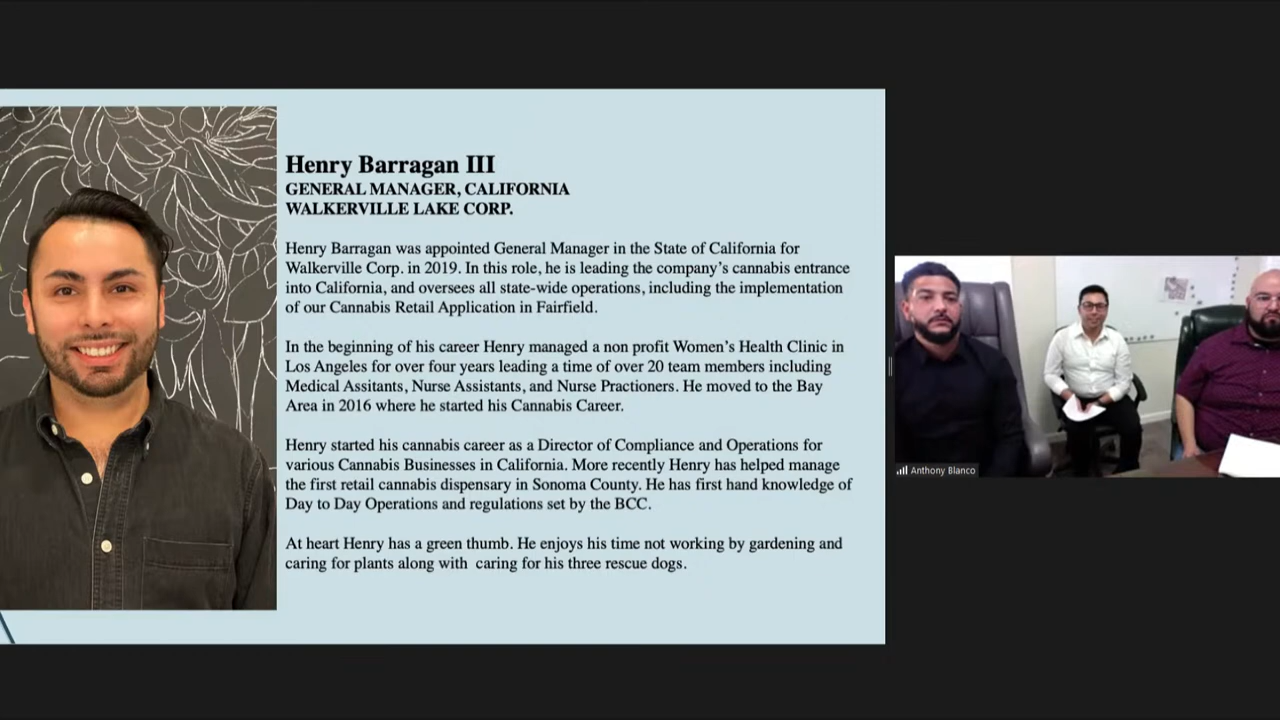 Henry Barragan III
GENERAL MANAGER, CALIFORNIA
WALKERVILLE LAKE CORP.
Henry Barragan was appointed General Manager in the State of California for
Walkerville Corp. in 2019. In this role, he is leading the company's cannabis entrance
into California, and oversees all state-wide operations, including the implementation
of our Cannabis Retail Application in Fairfield.
In the beginning of his career Henry managed a non profit Women's Health Clinic in
Los Angeles for over four years leading a time of over 20 team members including
Medical Assitants, Nurse Assistants, and Nurse Practioners. He moved to the Bay
Area in 2016 where he started his Cannabis Career.
Henry started his cannabis career as a Director of Compliance and Operations for
various Cannabis Businesses in California. More recently Henry has helped manage
the first retail cannabis dispensary in Sonoma County. He has first hand knowledge of
Day to Day Operations and regulations set by the BCC.
At heart Henry has a green thumb. He enjoys his time not working by gardening and
caring for plants along with  caring for his three rescue dogs.
Anthony Blanco